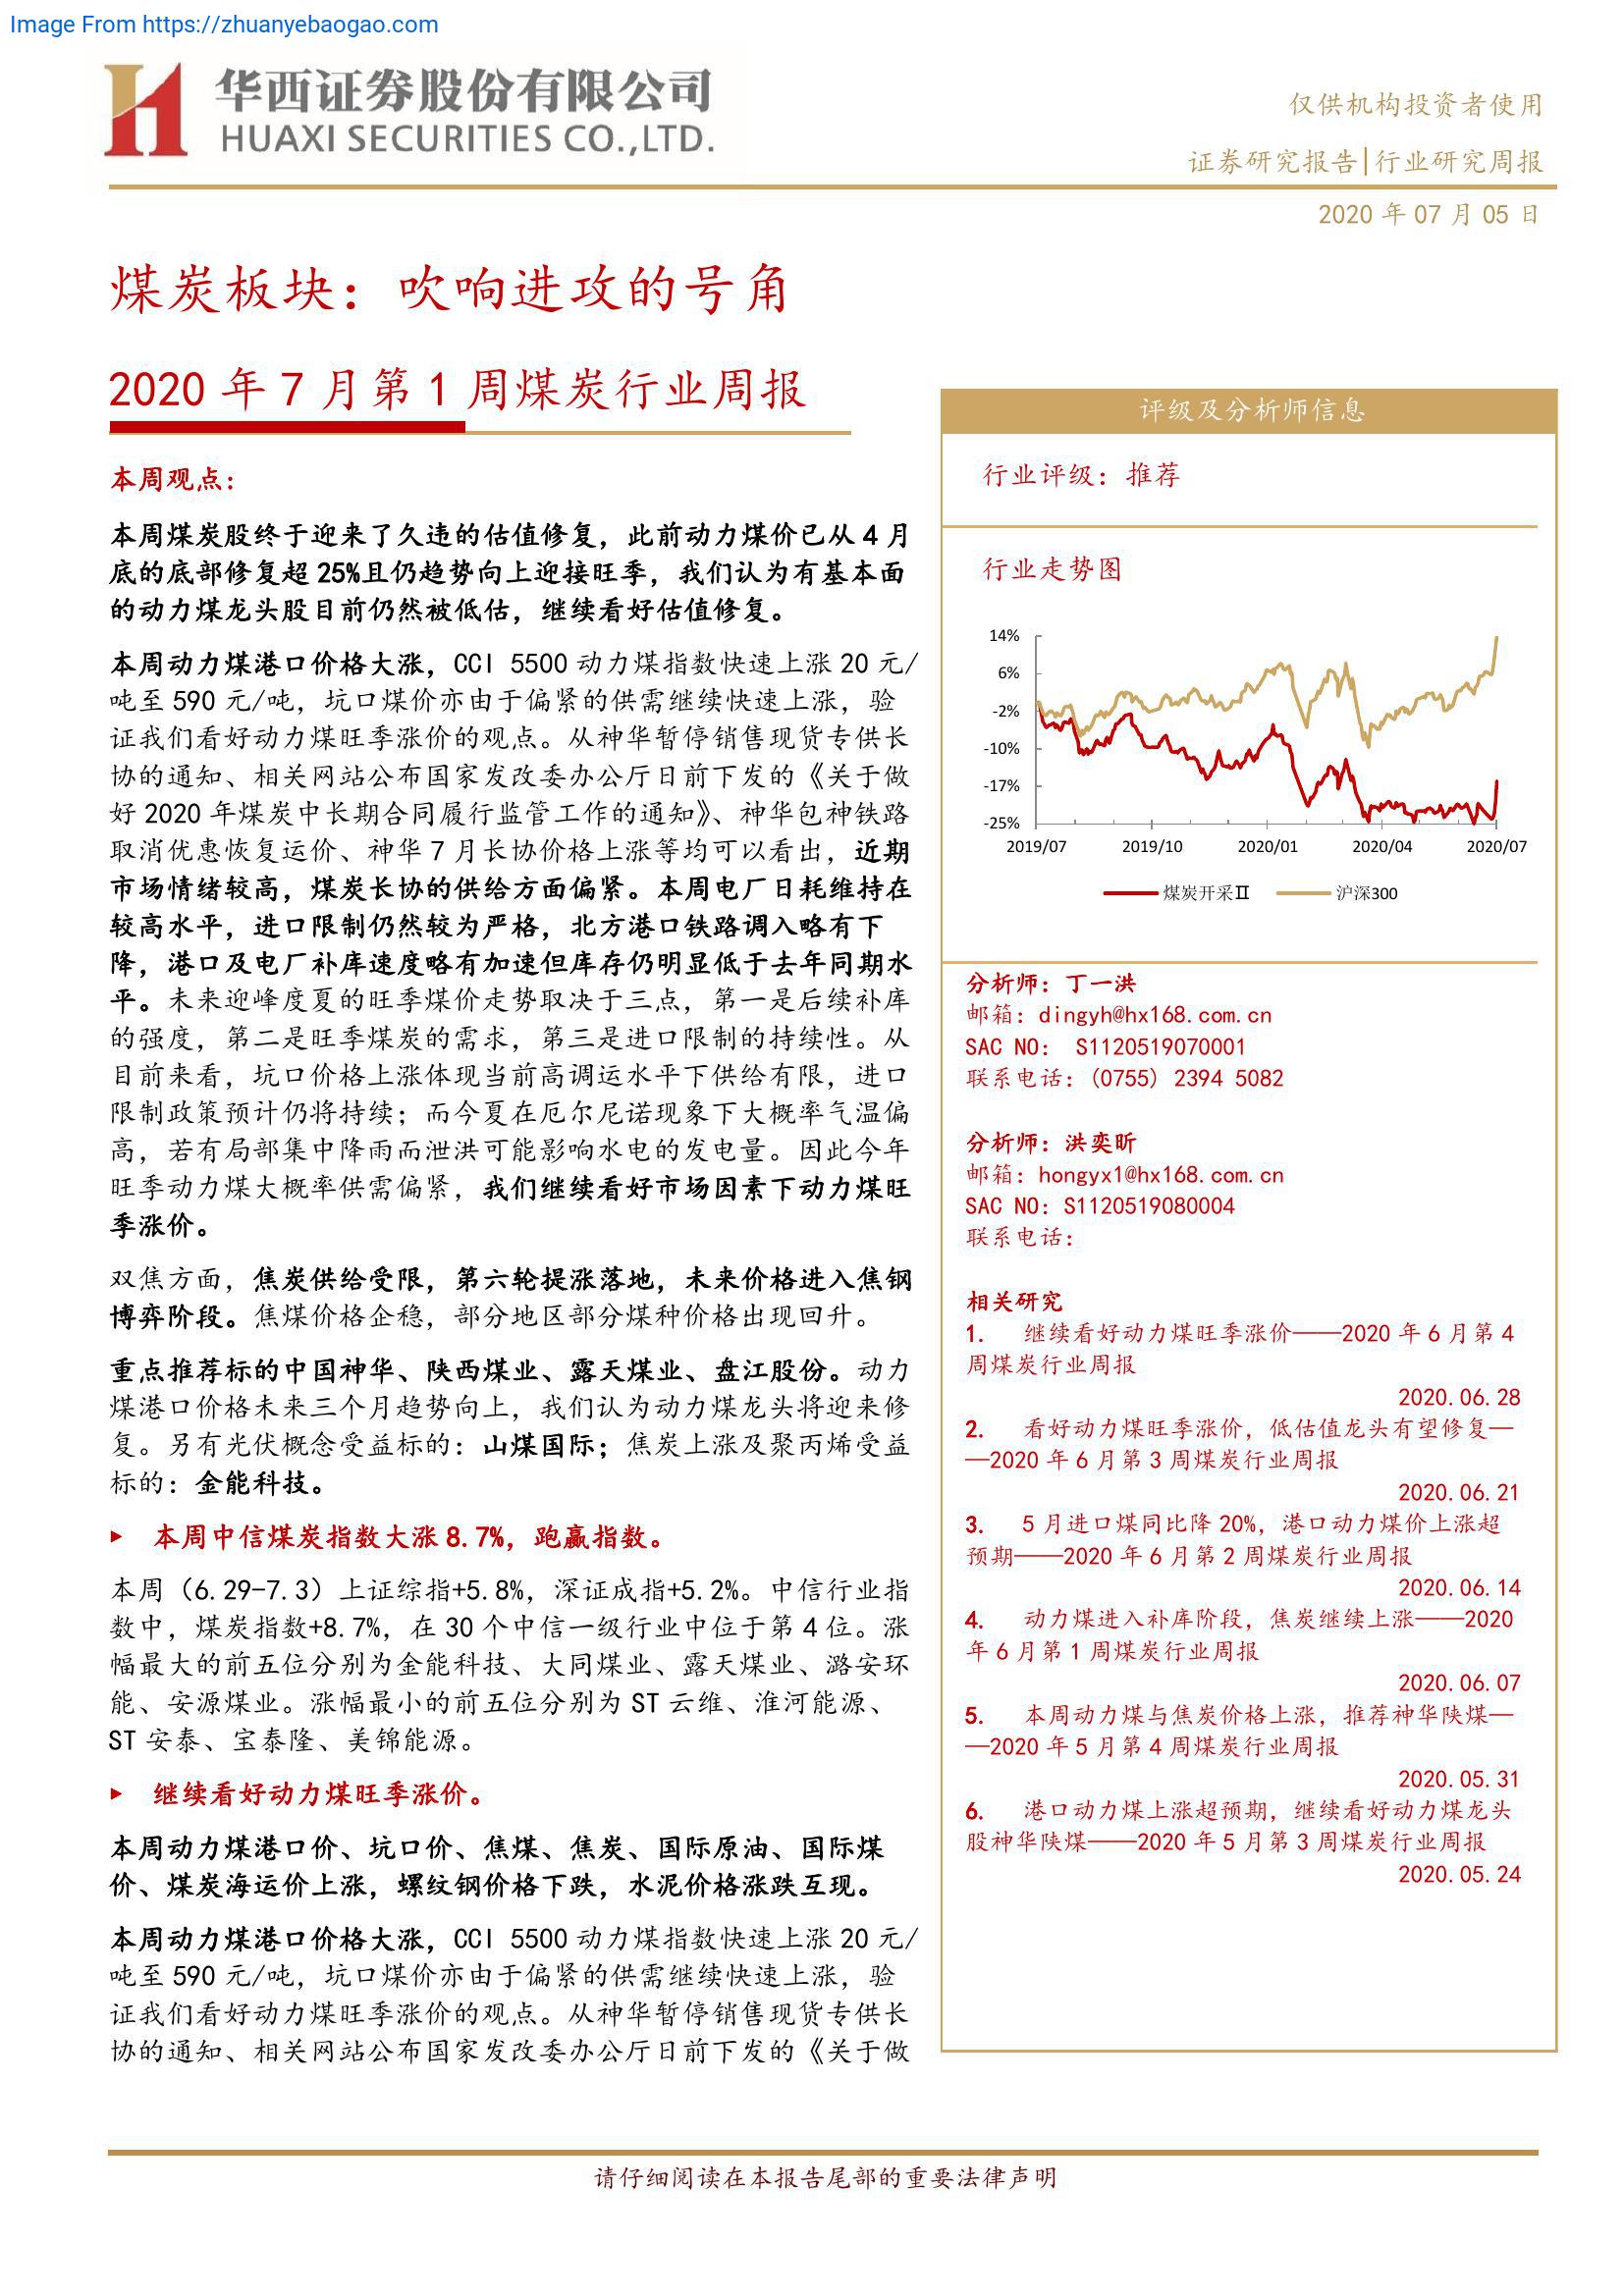 Image From https://zhuanyebaogao.com
华西证券股份有限公司
HUAXI SECURITIES CO.,LTD.
仅供机构投资者使用
证券研究报告|行业研究周报
2020 年 07 月 05 日
煤炭板块：吹响进攻的号角
2020 年 7 月第 1 周煤炭行业周报
本周观点：
本周煤炭股终于迎来了久违的估值修复，此前动力煤价已从 4 月
底的底部修复超 25%且仍趋势向上迎接旺季，我们认为有基本面
的动力煤龙头股目前仍然被低估，继续看好估值修复。
本周动力煤港口价格大涨，CCI 5500 动力煤指数快速上涨 20 元/
吨至 590 元/吨，坑口煤价亦由于偏紧的供需继续快速上涨，验
证我们看好动力煤旺季涨价的观点。从神华暂停销售现货专供长
协的通知、相关网站公布国家发改委办公厅日前下发的《关于做
好 2020 年煤炭中长期合同履行监管工作的通知》、神华包神铁路
取消优惠恢复运价、神华 7 月长协价格上涨等均可以看出，近期
市场情绪较高，煤炭长协的供给方面偏紧。本周电厂日耗维持在
较高水平，进口限制仍然较为严格，北方港口铁路调入略有下
降，港口及电厂补库速度略有加速但库存仍明显低于去年同期水
平。未来迎峰度夏的旺季煤价走势取决于三点，第一是后续补库
的强度，第二是旺季煤炭的需求，第三是进口限制的持续性。从
目前来看，坑口价格上涨体现当前高调运水平下供给有限，进口
限制政策预计仍将持续；而今夏在厄尔尼诺现象下大概率气温偏
高，若有局部集中降雨而泄洪可能影响水电的发电量。因此今年
旺季动力煤大概率供需偏紧，我们继续看好市场因素下动力煤旺
季涨价。
双焦方面，焦炭供给受限，第六轮提涨落地，未来价格进入焦钢
博弈阶段。焦煤价格企稳，部分地区部分煤种价格出现回升。
重点推荐标的中国神华、陕西煤业、露天煤业、盘江股份。动力
煤港口价格未来三个月趋势向上，我们认为动力煤龙头将迎来修
复。另有光伏概念受益标的：山煤国际；焦炭上涨及聚丙烯受益
标的：金能科技。
▶ 本周中信煤炭指数大涨 8.7%，跑赢指数。
本周（6.29-7.3）上证综指+5.8%，深证成指+5.2%。中信行业指
数中，煤炭指数+8.7%，在 30 个中信一级行业中位于第 4 位。涨
幅最大的前五位分别为金能科技、大同煤业、露天煤业、潞安环
能、安源煤业。涨幅最小的前五位分别为 ST 云维、淮河能源、
ST 安泰、宝泰隆、美锦能源。
▶ 继续看好动力煤旺季涨价。
本周动力煤港口价、坑口价、焦煤、焦炭、国际原油、国际煤
价、煤炭海运价上涨，螺纹钢价格下跌，水泥价格涨跌互现。
本周动力煤港口价格大涨，CCI 5500 动力煤指数快速上涨 20 元/
吨至 590 元/吨，坑口煤价亦由于偏紧的供需继续快速上涨，验
证我们看好动力煤旺季涨价的观点。从神华暂停销售现货专供长
协的通知、相关网站公布国家发改委办公厅日前下发的《关于做
评级及分析师信息
行业评级：推荐
行业走势图
14%
6%
-2%
-10%
-17%
-25%
2019/07 2019/10 2020/01 2020/04 2020/07
煤炭开采Ⅱ 沪深300
分析师：丁一洪
邮箱：dingyh@hx168.com.cn
SAC NO： S1120519070001
联系电话：(0755) 2394 5082
分析师：洪奕昕
邮箱：hongyx1@hx168.com.cn
SAC NO：S1120519080004
联系电话：
相关研究
1. 继续看好动力煤旺季涨价——2020 年 6 月第 4
周煤炭行业周报
2020.06.28
2. 看好动力煤旺季涨价，低估值龙头有望修复—
—2020 年 6 月第 3 周煤炭行业周报
2020.06.21
3. 5 月进口煤同比降 20%，港口动力煤价上涨超
预期——2020 年 6 月第 2 周煤炭行业周报
2020.06.14
4. 动力煤进入补库阶段，焦炭继续上涨——2020
年 6 月第 1 周煤炭行业周报
2020.06.07
5. 本周动力煤与焦炭价格上涨，推荐神华陕煤—
—2020 年 5 月第 4 周煤炭行业周报
2020.05.31
6. 港口动力煤上涨超预期，继续看好动力煤龙头
股神华陕煤——2020 年 5 月第 3 周煤炭行业周报
2020.05.24
请仔细阅读在本报告尾部的重要法律声明